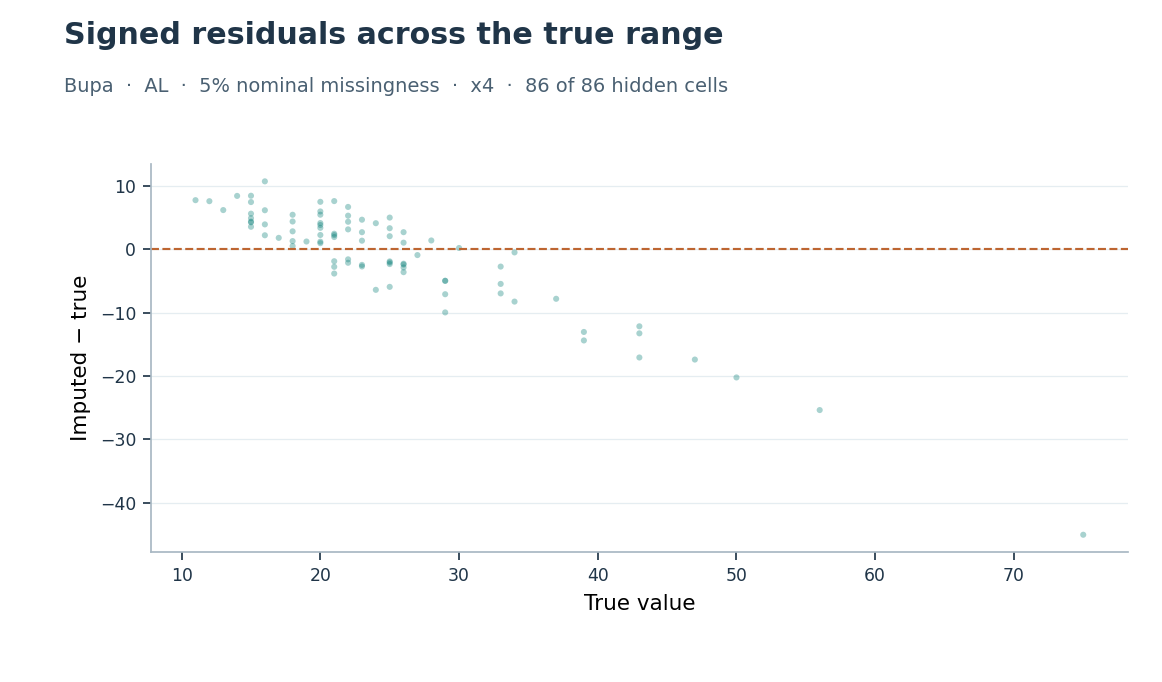 Signed residuals across the true range
Bupa · AL · 5% nominal missingness · x4 · 86 of 86 hidden cells
10
0
−10
−20
−30
−40
Imputed − true
10 20 30 40 50 60 70
True value